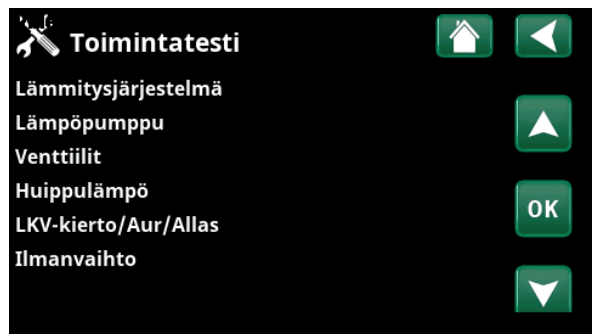 Toimintatesti
Lämmitysjärjestelmä
Lämpöpumppu
Venttiilit
Huippulämpö
LKV-kierto/Aur/Allas
Ilmanvaihto
OK